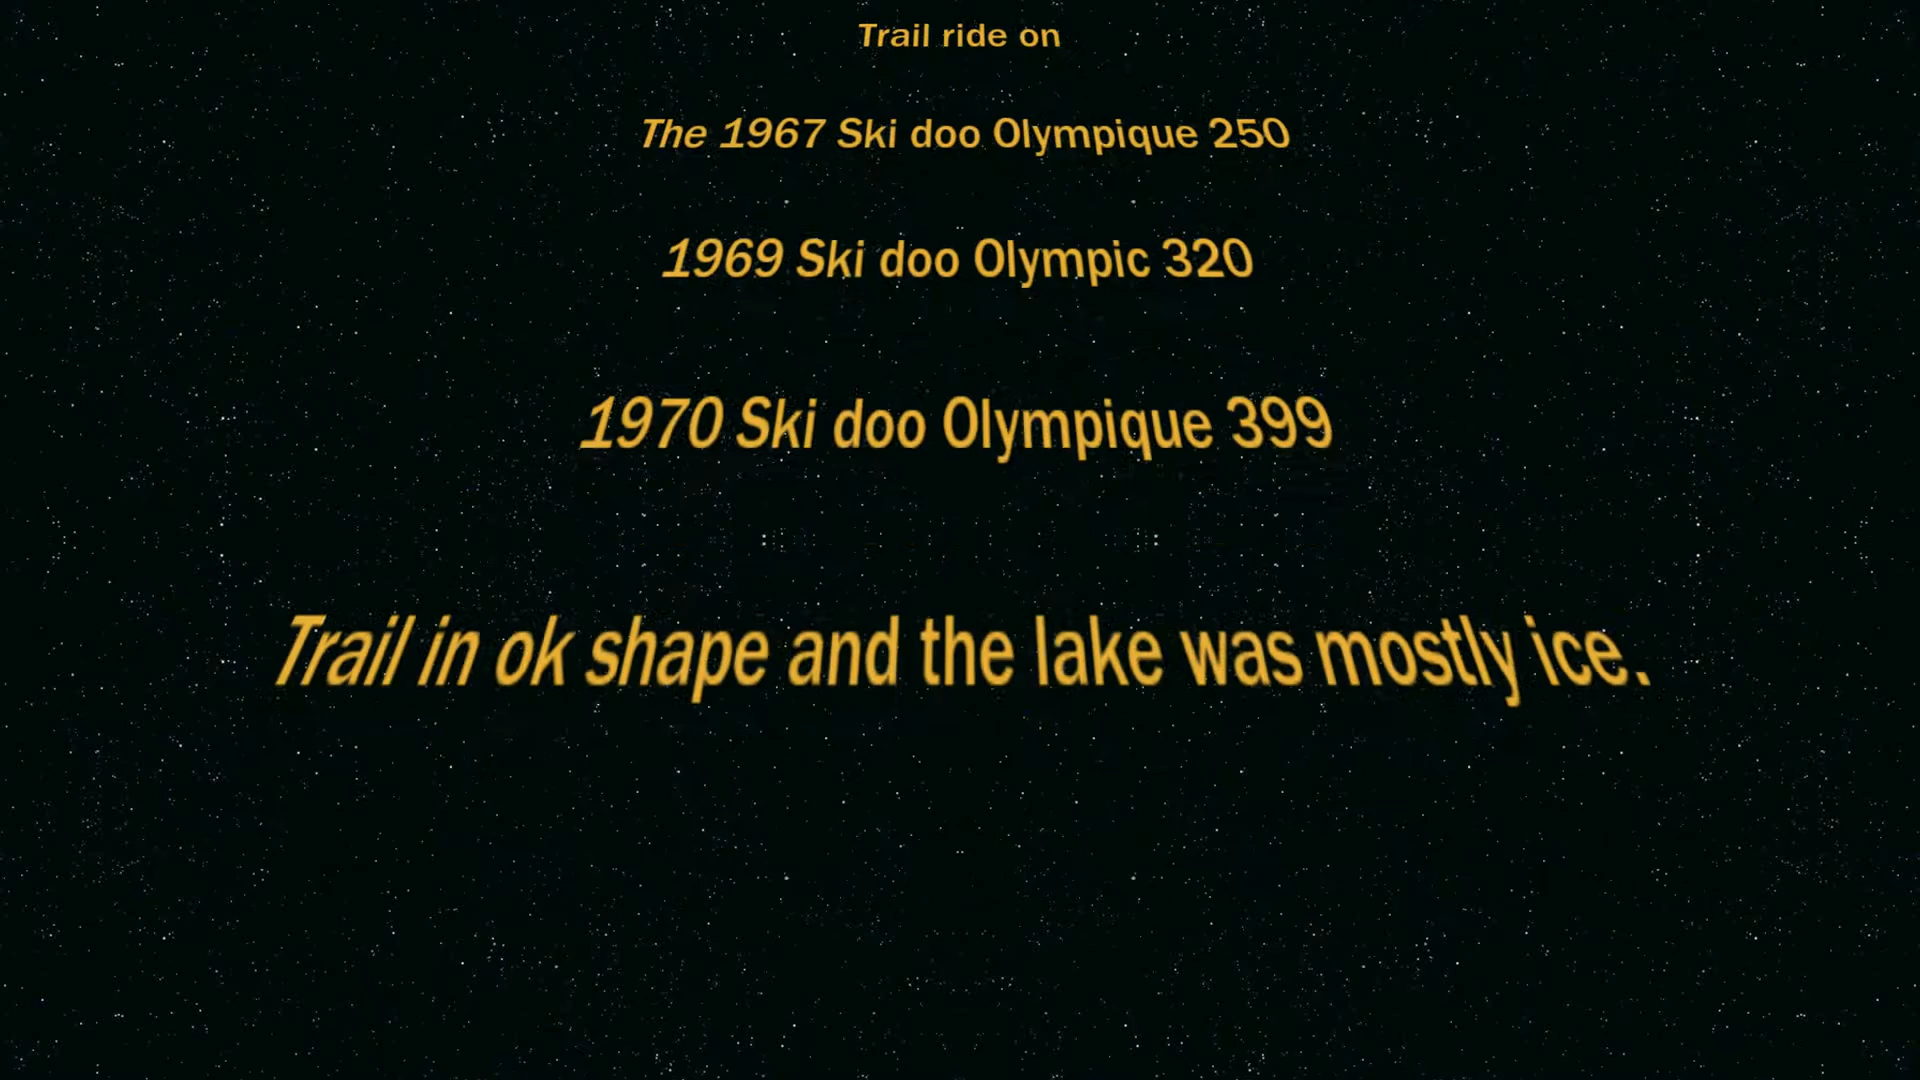 Trail ride on
The 1967 Ski doo Olympique 250
1969 Ski doo Olympic 320
1970 Ski doo Olympique 399
Trail in ok shape and the lake was mostly ice.